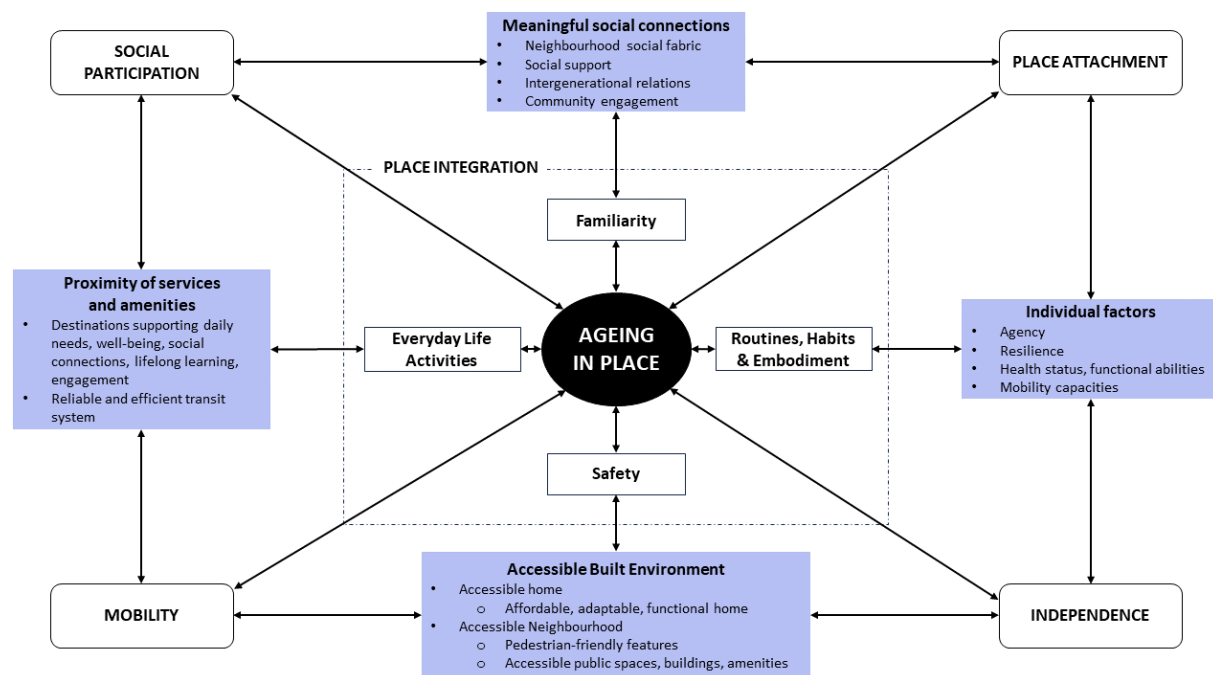 Meaningful social connections
• Neighbourhood social fabric
• Social support
• Intergenerational relations
• Community engagement
SOCIAL
PARTICIPATION
PLACE ATTACHMENT
PLACE INTEGRATION
Familiarity
Proximity of services
and amenities
• Destinations supporting daily
needs, well-being, social
connections, lifelong learning,
engagement
• Reliable and efficient transit
system
Everyday Life
Activities
AGEING
IN PLACE
Routines, Habits
& Embodiment
Individual factors
• Agency
• Resilience
• Health status, functional abilities
• Mobility capacities
Safety
MOBILITY
Accessible Built Environment
• Accessible home
o Affordable, adaptable, functional home
• Accessible Neighbourhood
o Pedestrian-friendly features
o Accessible public spaces, buildings, amenities
INDEPENDENCE